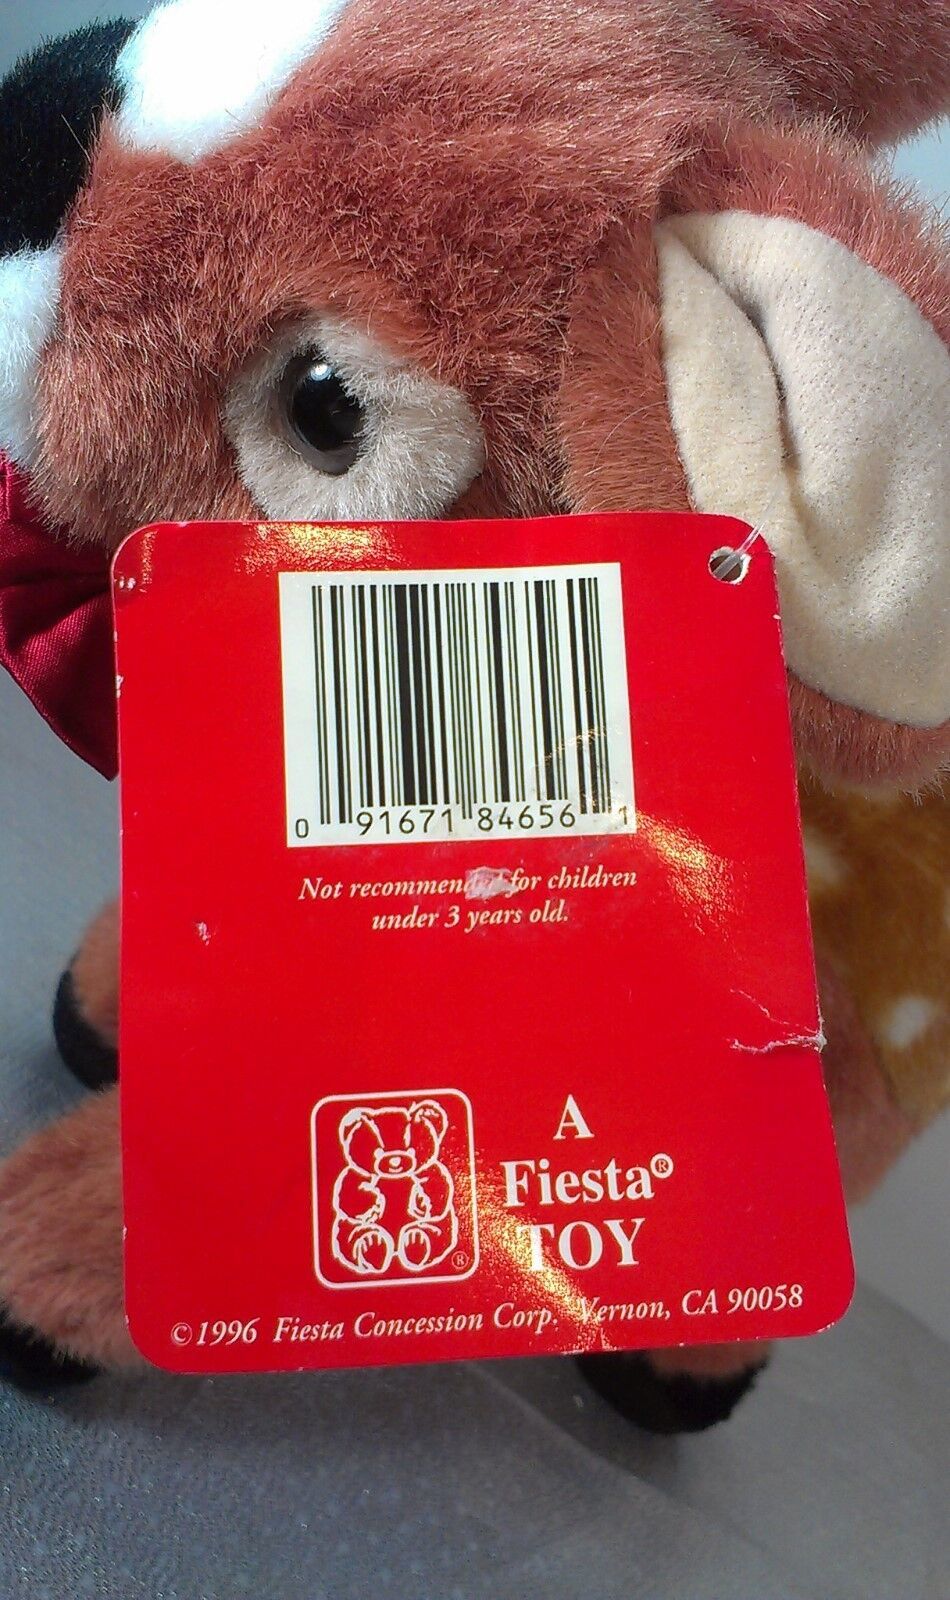 0 91671 84656 1
Not recommended for children
under 3 years old.
A
Fiesta®
TOY
®
© 1996 Fiesta Concession Corp. Vernon, CA 90058